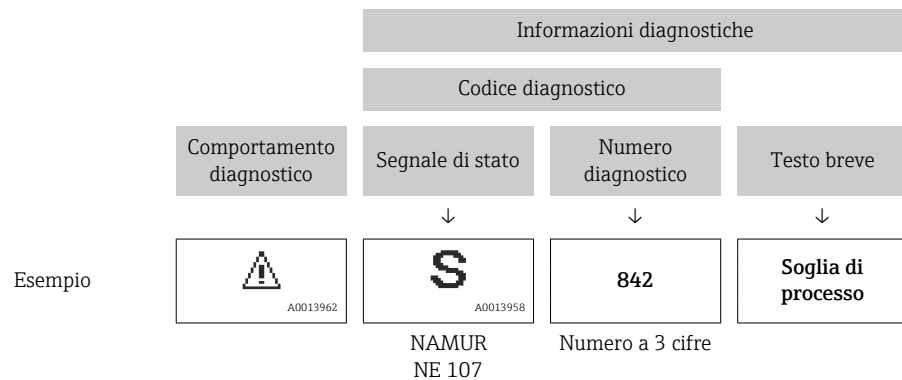 Informazioni diagnostiche
Codice diagnostico
Comportamento
diagnostico
Segnale di stato
Numero
diagnostico
Testo breve
↓ ↓ ↓
Esempio
A0013962
S
A0013958
842
Soglia di
processo
NAMUR
NE 107
Numero a 3 cifre